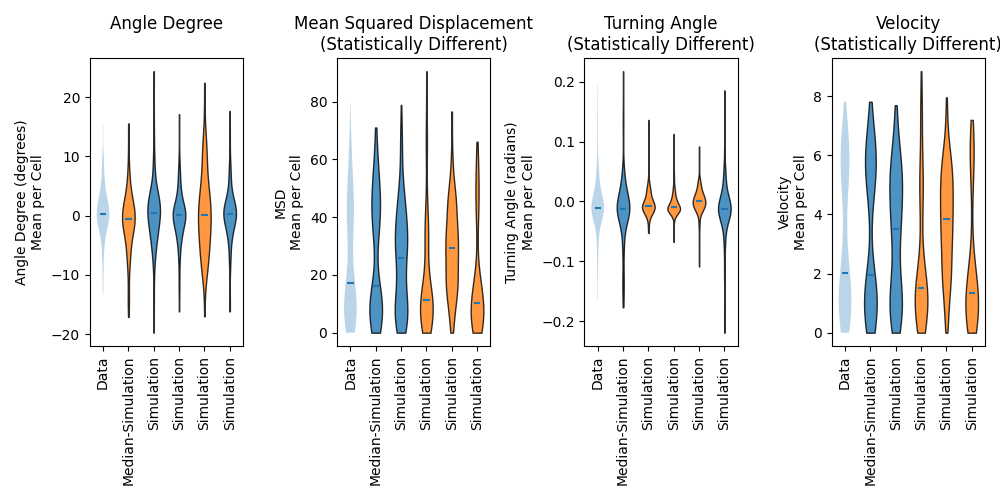 Angle Degree
Angle Degree (degrees)
Mean per Cell
20
10
0
−10
−20
Data
Median-Simulation
Simulation
Simulation
Simulation
Simulation
Mean Squared Displacement
(Statistically Different)
MSD
Mean per Cell
80
60
40
20
0
Data
Median-Simulation
Simulation
Simulation
Simulation
Simulation
Turning Angle
(Statistically Different)
Turning Angle (radians)
Mean per Cell
0.2
0.1
0.0
−0.1
−0.2
Data
Median-Simulation
Simulation
Simulation
Simulation
Simulation
Velocity
(Statistically Different)
Velocity
Mean per Cell
8
6
4
2
0
Data
Median-Simulation
Simulation
Simulation
Simulation
Simulation